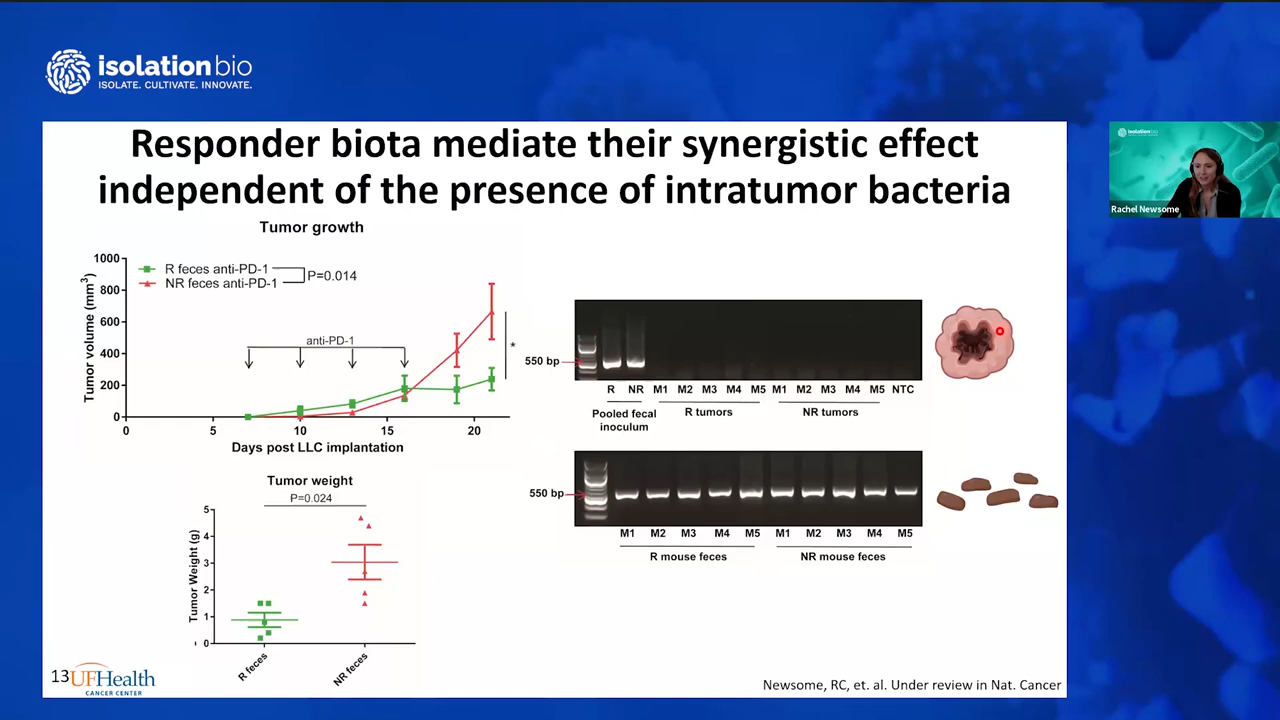 isolation bio
ISOLATE. CULTIVATE. INNOVATE.
Responder biota mediate their synergistic effect
independent of the presence of intratumor bacteria
isolation bio
Rachel Newsome
Tumor growth
Tumor volume (mm3)
1000
800
600
400
200
0
R feces anti-PD-1
NR feces anti-PD-1
P=0.014
anti-PD-1
*
0 5 10 15 20
Days post LLC implantation
550 bp
R NR M1 M2 M3 M4 M5 M1 M2 M3 M4 M5 NTC
Pooled fecal
inoculum
R tumors
NR tumors
550 bp
M1 M2 M3 M4 M5 M1 M2 M3 M4 M5
R mouse feces
NR mouse feces
Tumor weight
P=0.024
Tumor Weight (g)
5
4
3
2
1
0
R feces
NR feces
13
UFHealth
CANCER CENTER
Newsome, RC, et. al. Under review in Nat. Cancer